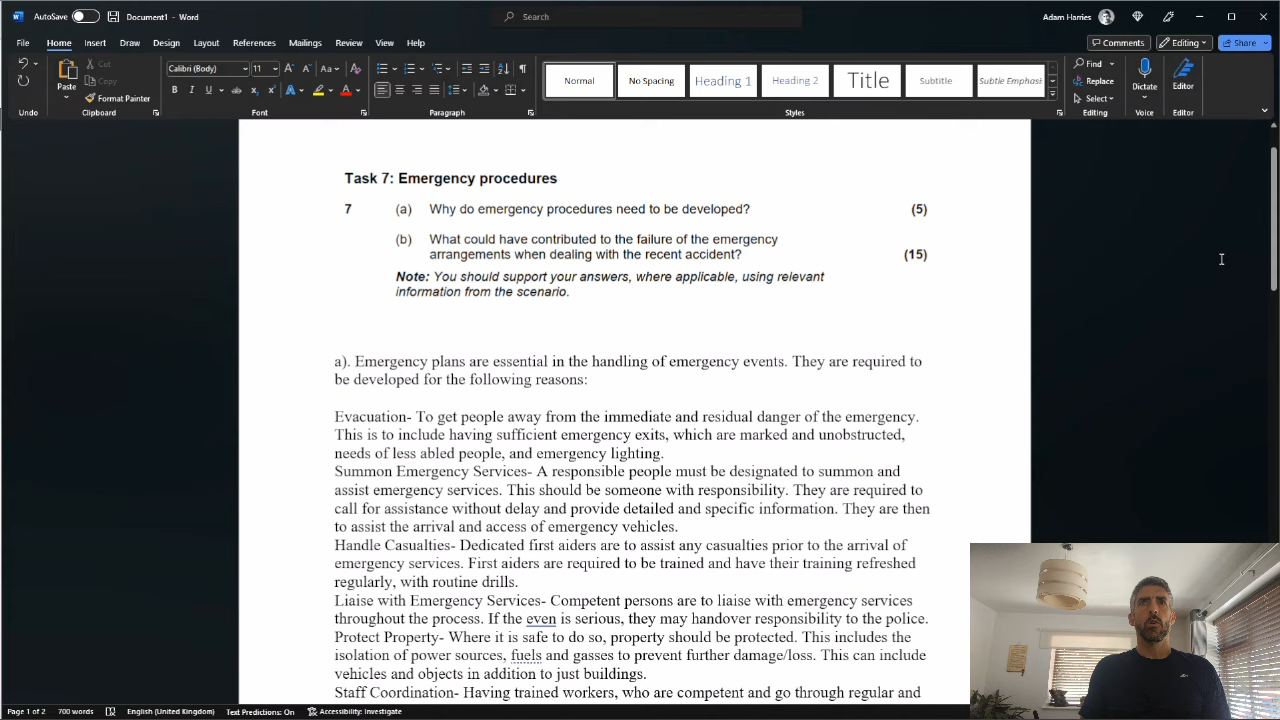 AutoSave
Document1 - Word
Search
Adam Harries
File Home Insert Draw Design Layout References Mailings Review View Help
Comments Editing Share
Paste
Cut
Copy
Format Painter
Calibri (Body) 11
Normal
No Spacing
Heading 1
Heading 2
Title
Subtitle
Subtle Emphasi
Find
Replace
Select
Dictate
Editor
Undo Clipboard Font Paragraph Styles Editing Voice Editor
Task 7: Emergency procedures
7 (a) Why do emergency procedures need to be developed? (5)
(b) What could have contributed to the failure of the emergency
arrangements when dealing with the recent accident? (15)
Note: You should support your answers, where applicable, using relevant
information from the scenario.
a). Emergency plans are essential in the handling of emergency events. They are required to
be developed for the following reasons:
Evacuation- To get people away from the immediate and residual danger of the emergency.
This is to include having sufficient emergency exits, which are marked and unobstructed,
needs of less abled people, and emergency lighting.
Summon Emergency Services- A responsible people must be designated to summon and
assist emergency services. This should be someone with responsibility. They are required to
call for assistance without delay and provide detailed and specific information. They are then
to assist the arrival and access of emergency vehicles.
Handle Casualties- Dedicated first aiders are to assist any casualties prior to the arrival of
emergency services. First aiders are required to be trained and have their training refreshed
regularly, with routine drills.
Liaise with Emergency Services- Competent persons are to liaise with emergency services
throughout the process. If the even is serious, they may handover responsibility to the police.
Protect Property- Where it is safe to do so, property should be protected. This includes the
isolation of power sources, fuels and gasses to prevent further damage/loss. This can include
vehicles and objects in addition to just buildings.
Staff Coordination- Having trained workers, who are competent and go through regular and
Page 1 of 2 700 words English (United Kingdom) Text Predictions: On Accessibility: Investigate